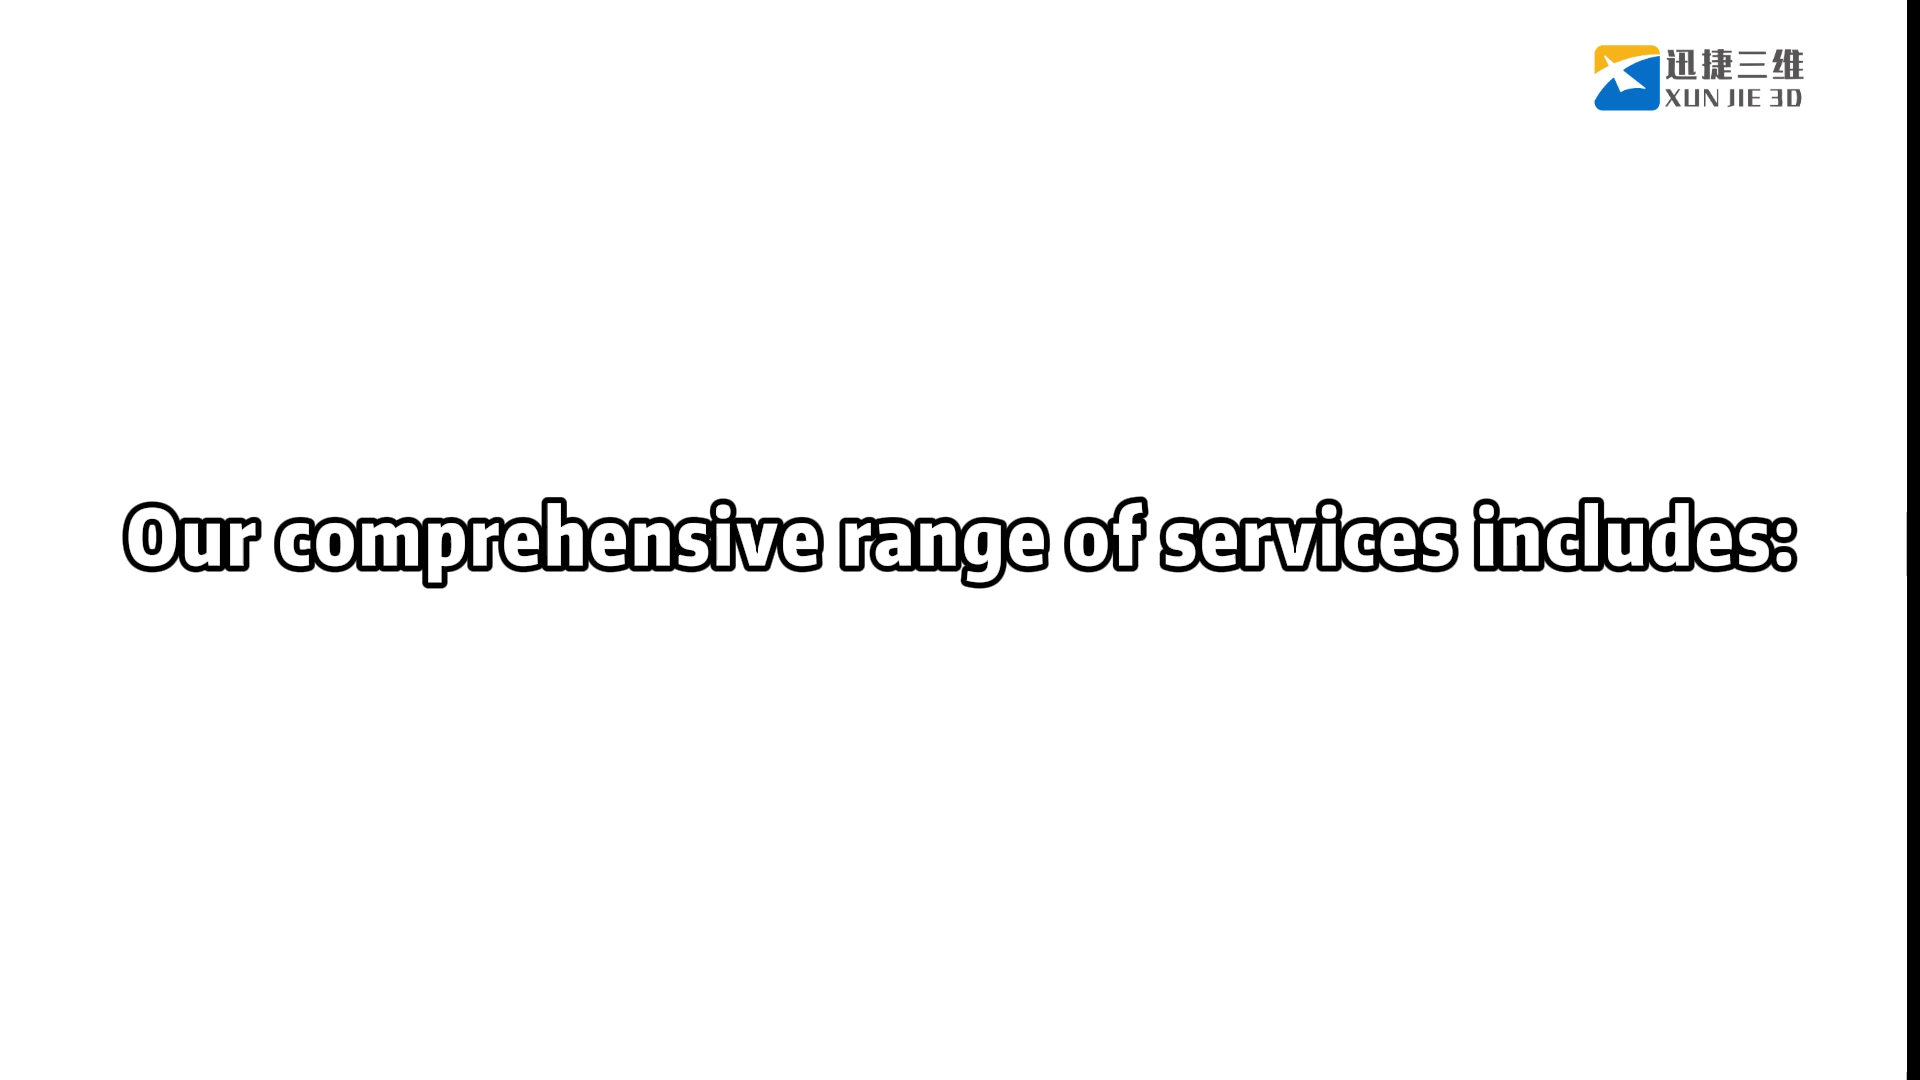 迅捷三维
XUN JIE 3D
Our comprehensive range of services includes: